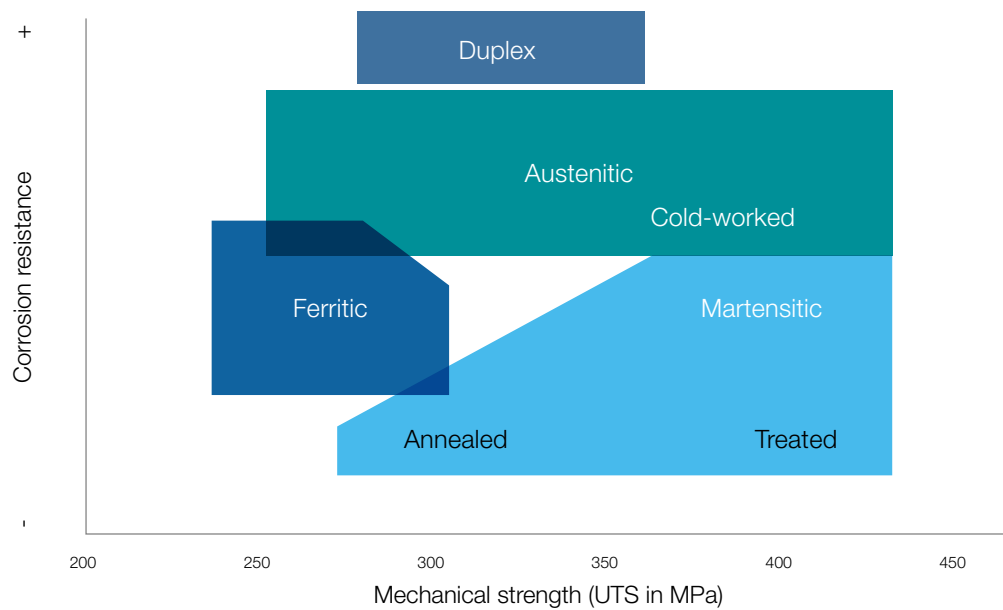 +
Duplex
Austenitic
Cold-worked
Corrosion resistance
Ferritic
Martensitic
Annealed
Treated
-
200
250
300
350
400
450
Mechanical strength (UTS in MPa)